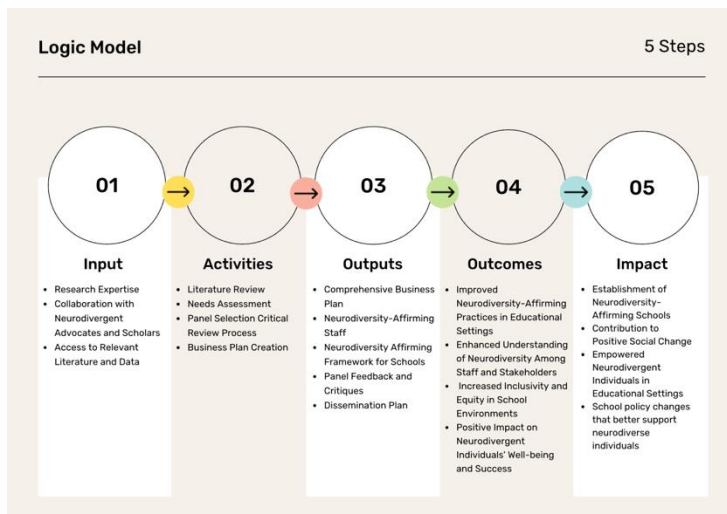 Logic Model
5 Steps
01
02
03
04
05
Input
• Research Expertise
• Collaboration with
Neurodivergent
Advocates and Scholars
• Access to Relevant
Literature and Data
Activities
• Literature Review
• Needs Assessment
• Panel Selection Critical
Review Process
• Business Plan Creation
Outputs
• Comprehensive Business
Plan
• Neurodiversity-Affirming
Staff
• Neurodiversity Affirming
Framework for Schools
• Panel Feedback and
Critiques
• Dissemination Plan
Outcomes
• Improved
Neurodiversity-Affirming
Practices in Educational
Settings
• Enhanced Understanding
of Neurodiversity Among
Staff and Stakeholders
• Increased Inclusivity and
Equity in School
Environments
• Positive Impact on
Neurodivergent
Individuals' Well-being
and Success
Impact
• Establishment of
Neurodiversity-
Affirming Schools
• Contribution to
Positive Social Change
• Empowered
Neurodivergent
Individuals in
Educational Settings
• School policy changes
that better support
neurodiverse
individuals